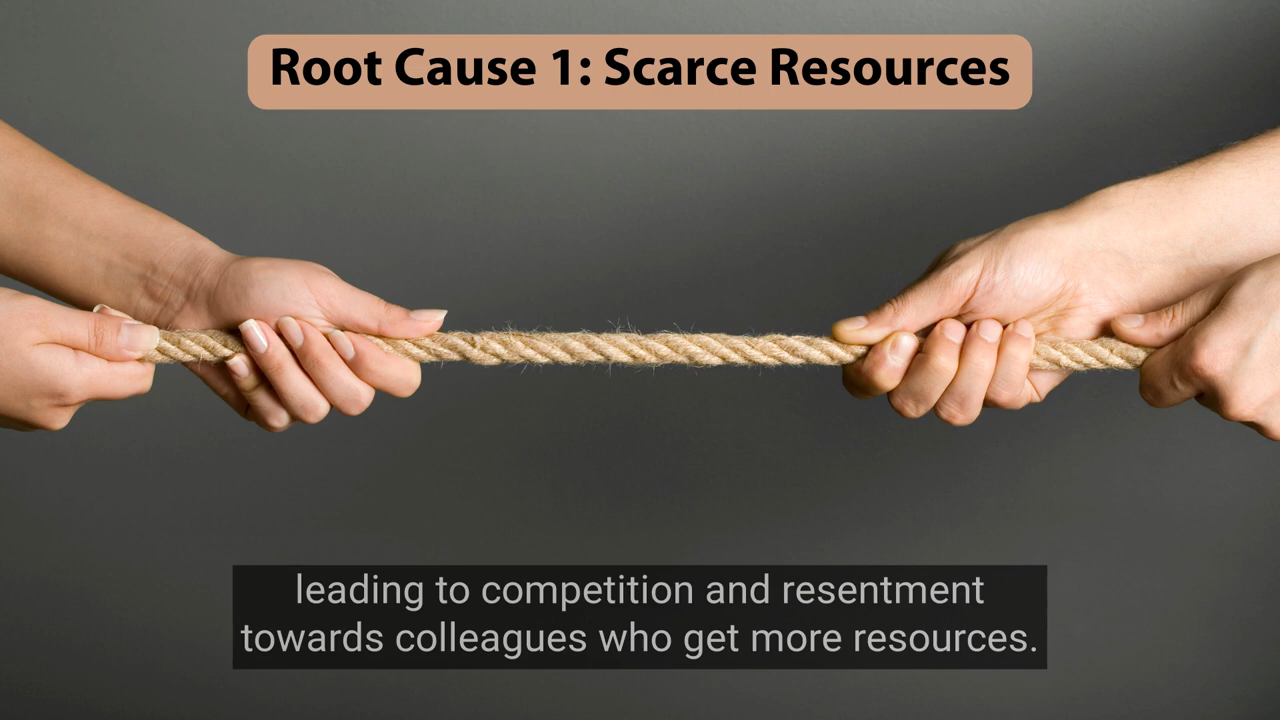 Root Cause 1: Scarce Resources
leading to competition and resentment
towards colleagues who get more resources.